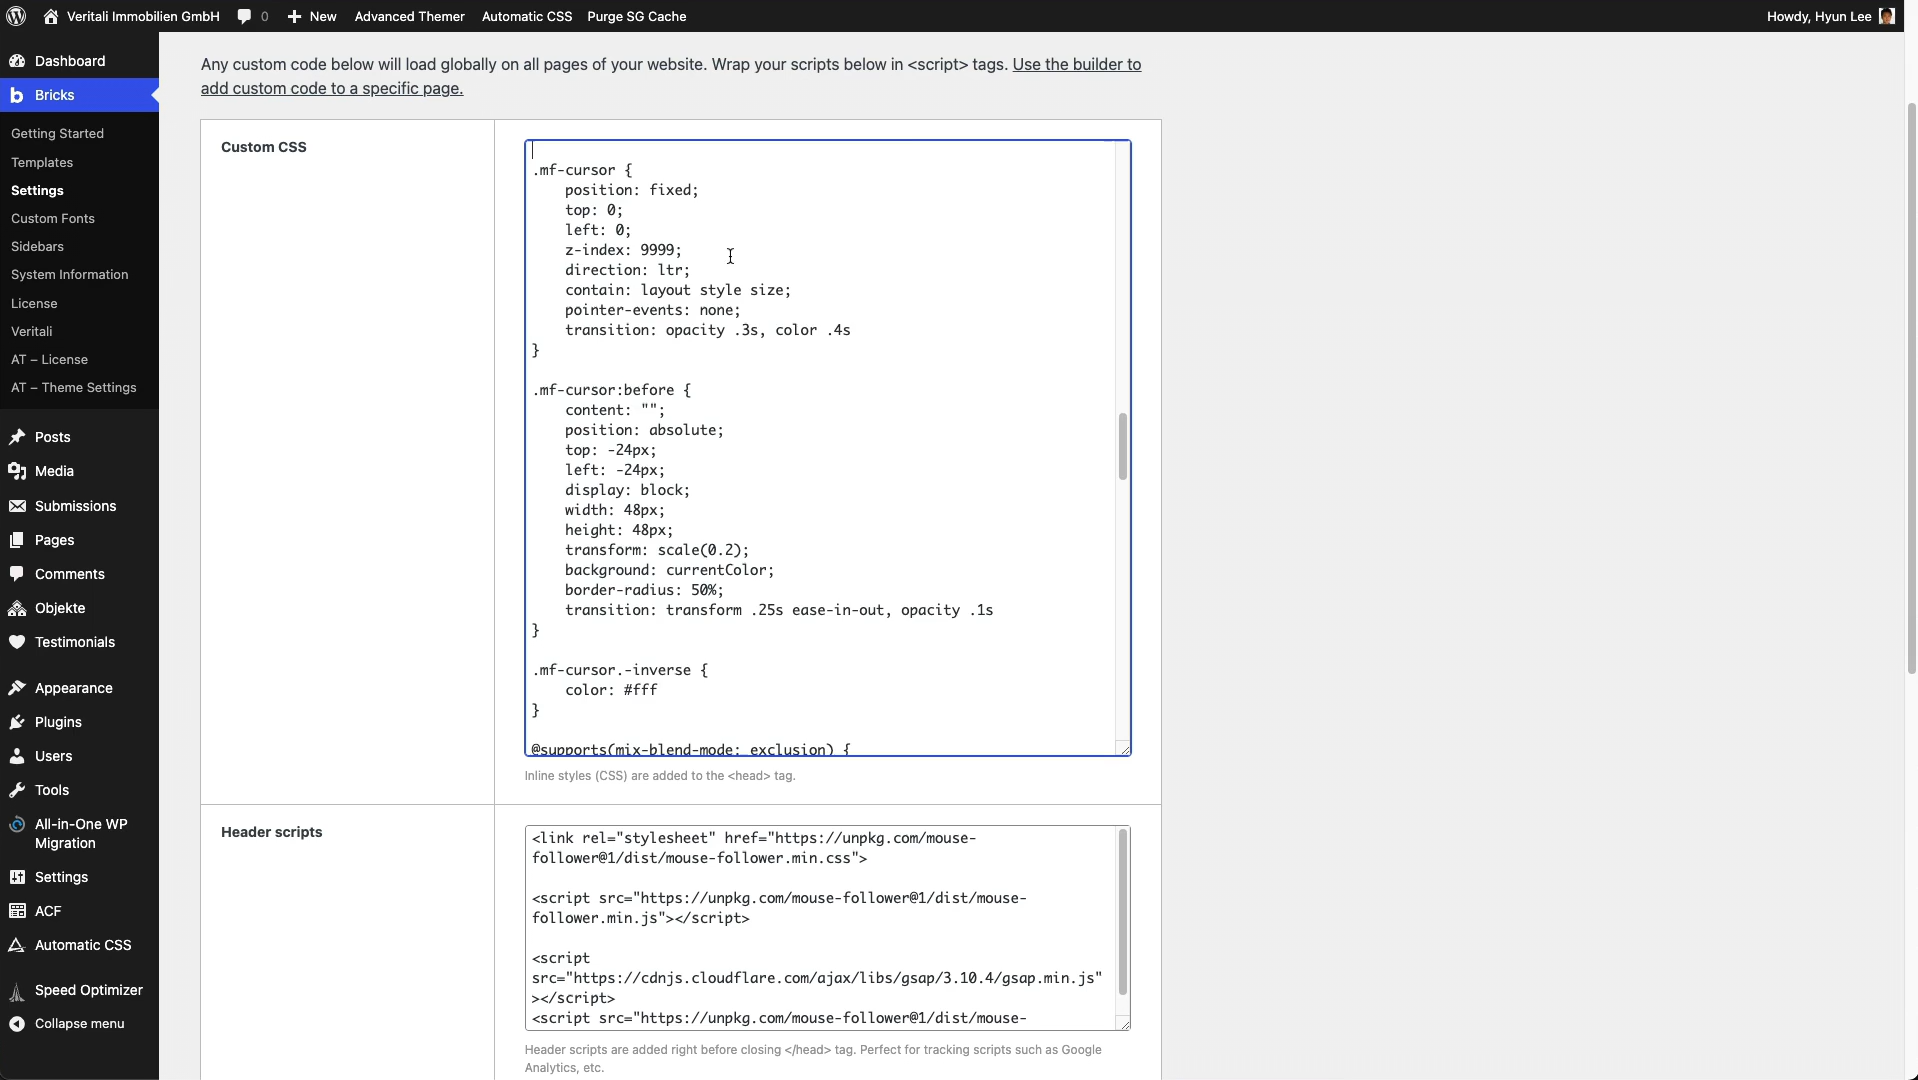 Veritali Immobilien GmbH
0
New
Advanced Themer
Automatic CSS
Purge SG Cache
Howdy, Hyun Lee
Dashboard
Bricks
Getting Started
Templates
Settings
Custom Fonts
Sidebars
System Information
License
Veritali
AT – License
AT – Theme Settings
Posts
Media
Submissions
Pages
Comments
Objekte
Testimonials
Appearance
Plugins
Users
Tools
All-in-One WP
Migration
Settings
ACF
Automatic CSS
Speed Optimizer
Collapse menu
Any custom code below will load globally on all pages of your website. Wrap your scripts below in <script> tags. Use the builder to
add custom code to a specific page.
Custom CSS
.mf-cursor {
    position: fixed;
    top: 0;
    left: 0;
    z-index: 9999;
    direction: ltr;
    contain: layout style size;
    pointer-events: none;
    transition: opacity .3s, color .4s
}
.mf-cursor:before {
    content: "";
    position: absolute;
    top: -24px;
    left: -24px;
    display: block;
    width: 48px;
    height: 48px;
    transform: scale(0.2);
    background: currentColor;
    border-radius: 50%;
    transition: transform .25s ease-in-out, opacity .1s
}
.mf-cursor.-inverse {
    color: #fff
}
@supports(mix-blend-mode: exclusion) {
Inline styles (CSS) are added to the <head> tag.
Header scripts
<link rel="stylesheet" href="https://unpkg.com/mouse-
follower@1/dist/mouse-follower.min.css">
<script src="https://unpkg.com/mouse-follower@1/dist/mouse-
follower.min.js"></script>
<script
src="https://cdnjs.cloudflare.com/ajax/libs/gsap/3.10.4/gsap.min.js"
></script>
<script src="https://unpkg.com/mouse-follower@1/dist/mouse-
Header scripts are added right before closing </head> tag. Perfect for tracking scripts such as Google
Analytics, etc.